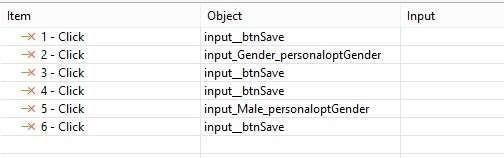 Item Object Input
1 - Click input__btnSave
2 - Click input_Gender_personaloptGender
3 - Click input__btnSave
4 - Click input__btnSave
5 - Click input_Male_personaloptGender
6 - Click input__btnSave